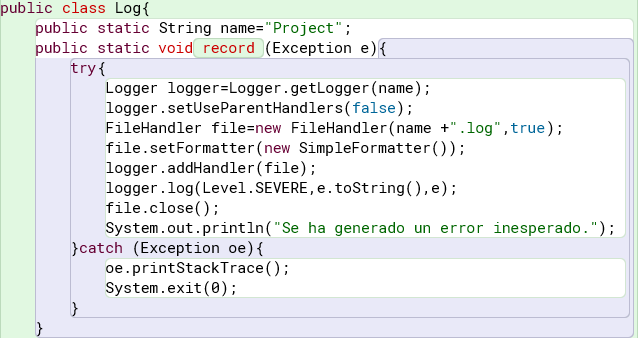 public class Log{
public static String name="Project";
public static void record (Exception e){
try{
Logger logger=Logger.getLogger(name);
logger.setUseParentHandlers(false);
FileHandler file=new FileHandler(name +".log",true);
file.setFormatter(new SimpleFormatter());
logger.addHandler(file);
logger.log(Level.SEVERE,e.toString(),e);
file.close();
System.out.println("Se ha generado un error inesperado.");
}catch (Exception oe){
oe.printStackTrace();
System.exit(0);
}
}